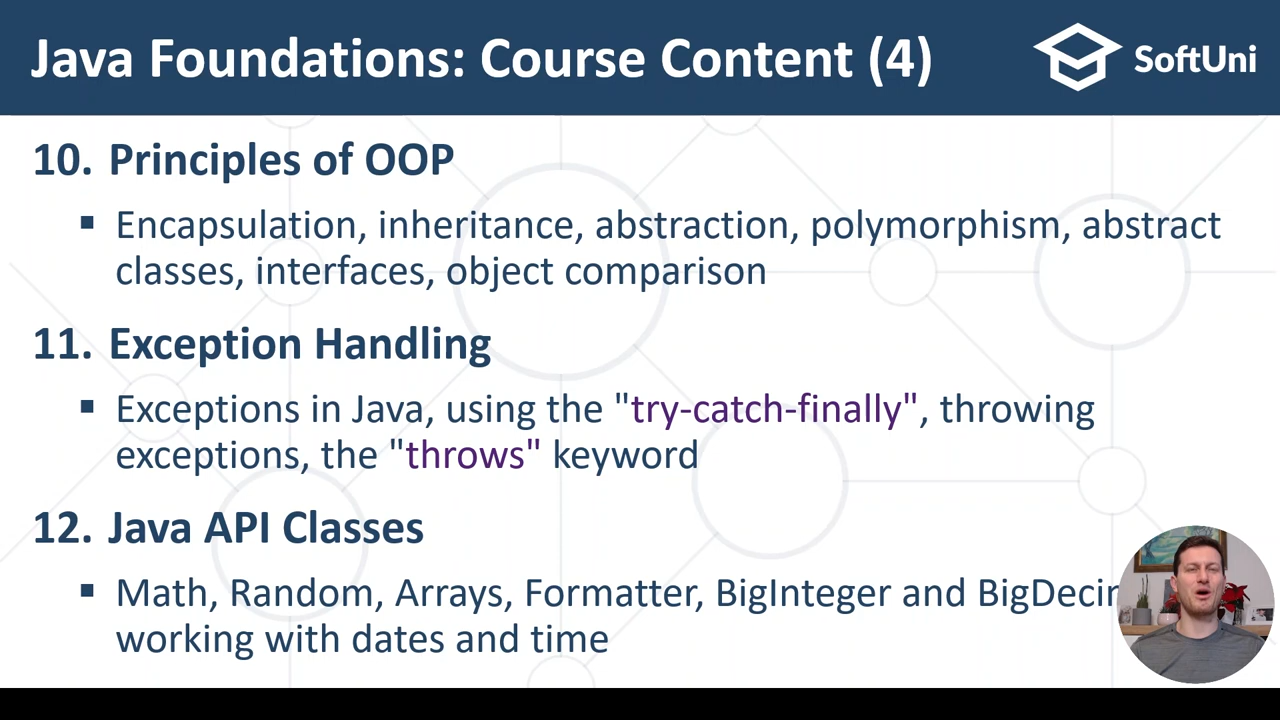 Java Foundations: Course Content (4)
SoftUni
10. Principles of OOP
▪ Encapsulation, inheritance, abstraction, polymorphism, abstract
classes, interfaces, object comparison
11. Exception Handling
▪ Exceptions in Java, using the "try-catch-finally", throwing
exceptions, the "throws" keyword
12. Java API Classes
▪ Math, Random, Arrays, Formatter, BigInteger and
working with dates and time